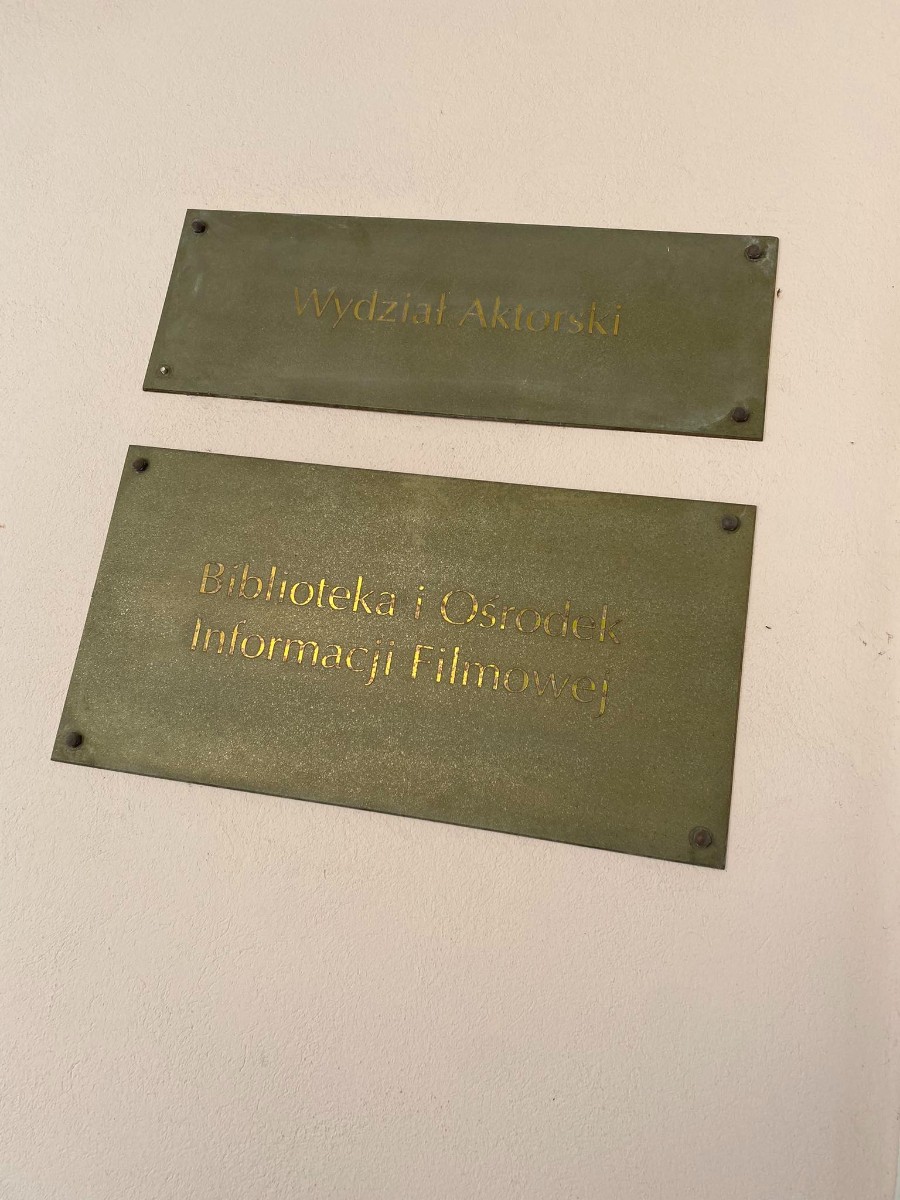 Wydział Aktorski
Biblioteka i Ośrodek
Informacji Filmowej